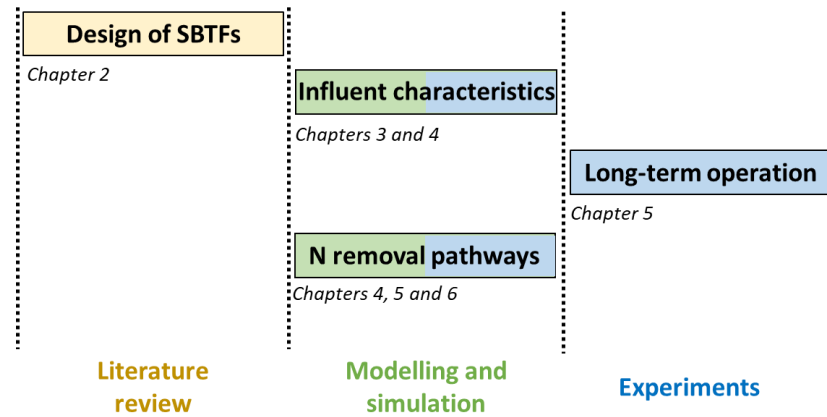 Design of SBTFs
Chapter 2
Influent characteristics
Chapters 3 and 4
Long-term operation
Chapter 5
N removal pathways
Chapters 4, 5 and 6
Literature
review
Modelling and
simulation
Experiments